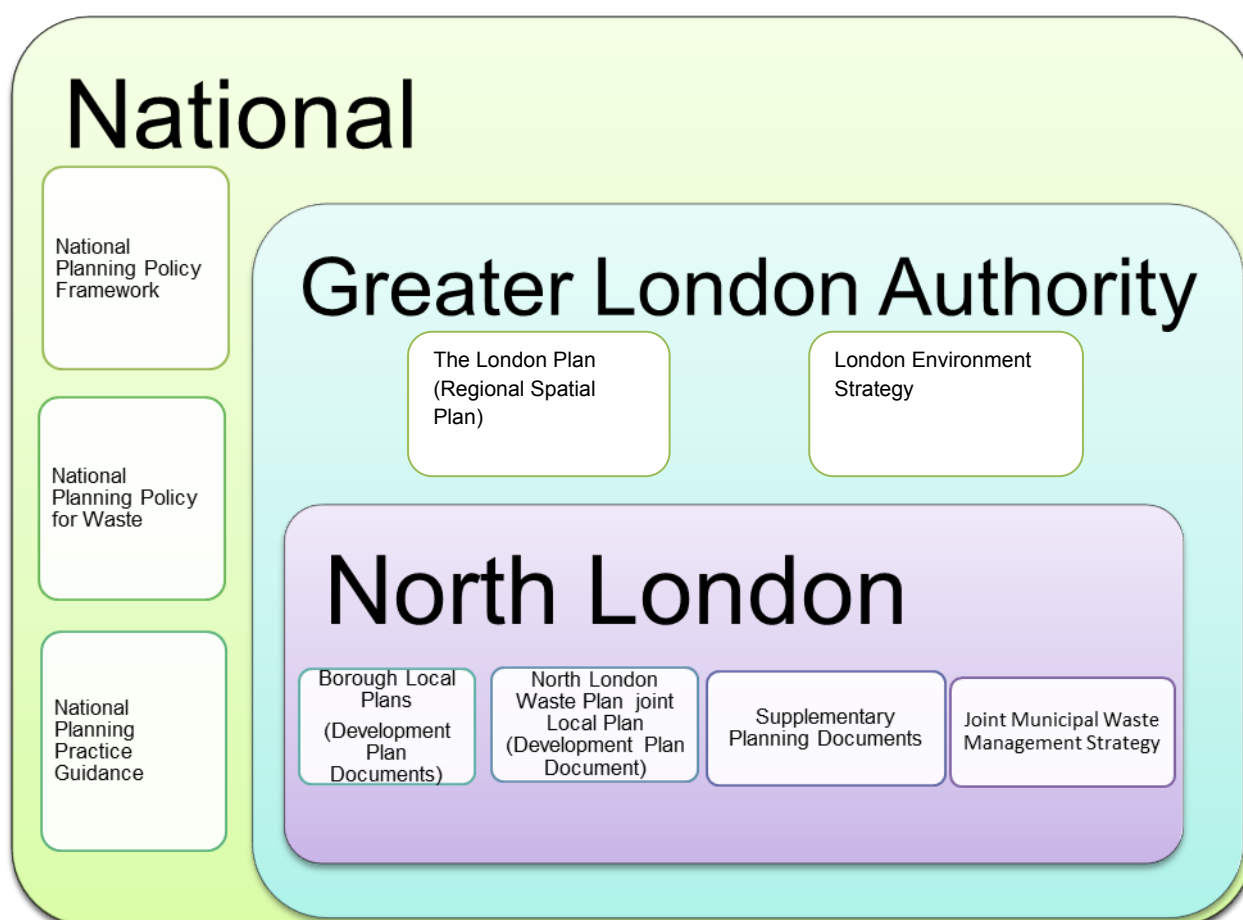 National
National
Planning Policy
Framework
National
Planning Policy
for Waste
National
Planning
Practice
Guidance
Greater London Authority
The London Plan
(Regional Spatial
Plan)
London Environment
Strategy
North London
Borough Local
Plans
(Development
Plan
Documents)
North London
Waste Plan joint
Local Plan
(Development Plan
Document)
Supplementary
Planning Documents
Joint Municipal Waste
Management Strategy